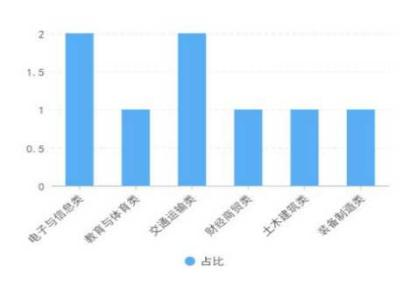 2
1.5
1
0.5
0
电子与信息类
教育与体育类
交通运输类
财经商贸类
土木建筑类
装备制造类
占比